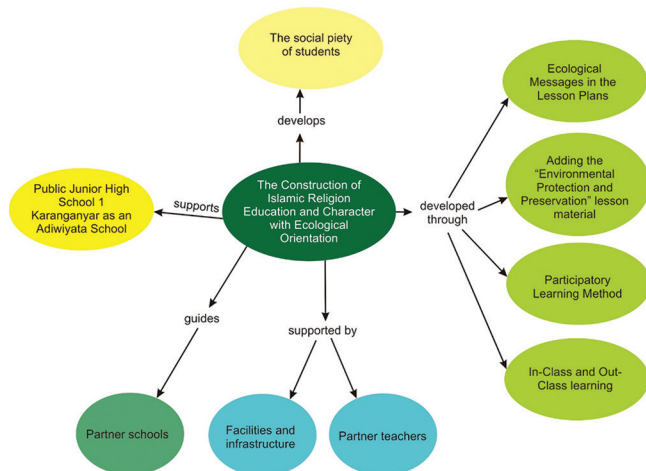 The social piety
of students
develops
Ecological
Messages in the
Lesson Plans
Adding the
“Environmental
Protection and
Preservation” lesson
material
Public Junior High
School 1
Karanganyar as an
Adiwiyata School
supports
The Construction of
Islamic Religion
Education and Character
with Ecological
Orientation
developed
through
Participatory
Learning Method
guides
supported by
In-Class and Out-
Class learning
Partner schools
Facilities and
infrastructure
Partner teachers